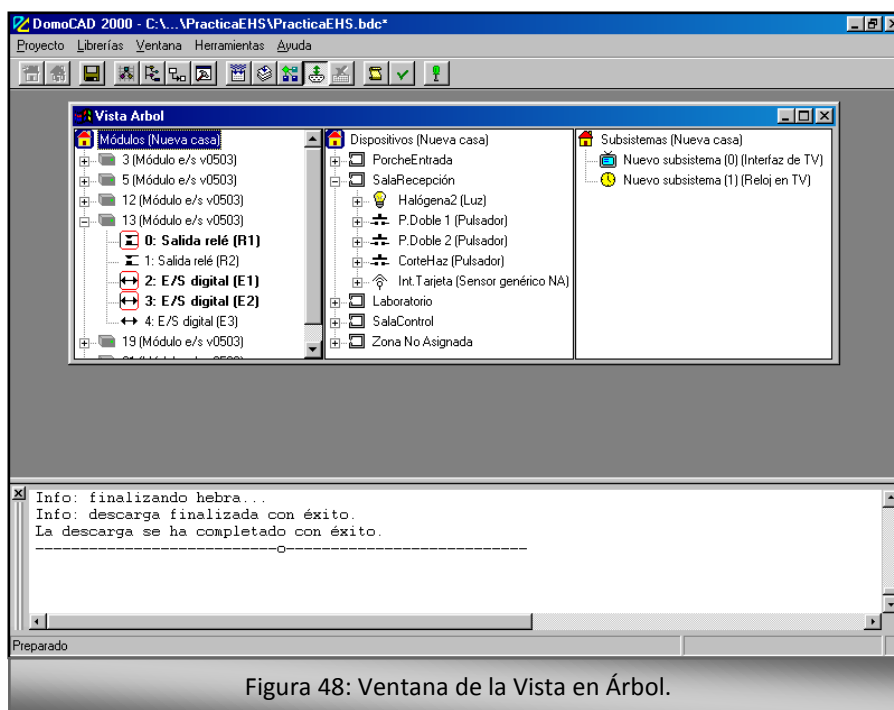 DomoCAD 2000 - C:\...\PracticaEHS\PracticaEHS.bdc*
Proyecto Librerías Ventana Herramientas Ayuda
Vista Arbol
Módulos (Nueva casa)
3 (Módulo e/s v0503)
5 (Módulo e/s v0503)
12 (Módulo e/s v0503)
13 (Módulo e/s v0503)
0: Salida relé (R1)
1: Salida relé (R2)
2: E/S digital (E1)
3: E/S digital (E2)
4: E/S digital (E3)
19 (Módulo e/s v0503)
Dispositivos (Nueva casa)
PorcheEntrada
SalaRecepción
Halógena2 (Luz)
P.Doble 1 (Pulsador)
P.Doble 2 (Pulsador)
CorteHaz (Pulsador)
Int.Tarjeta (Sensor genérico NA)
Laboratorio
SalaControl
Zona No Asignada
Subsistemas (Nueva casa)
Nuevo subsistema (0) (Interfaz de TV)
Nuevo subsistema (1) (Reloj en TV)
Info: finalizando hebra...
Info: descarga finalizada con éxito.
La descarga se ha completado con éxito.
----------------------------o----------------------------
Preparado
Figura 48: Ventana de la Vista en Árbol.